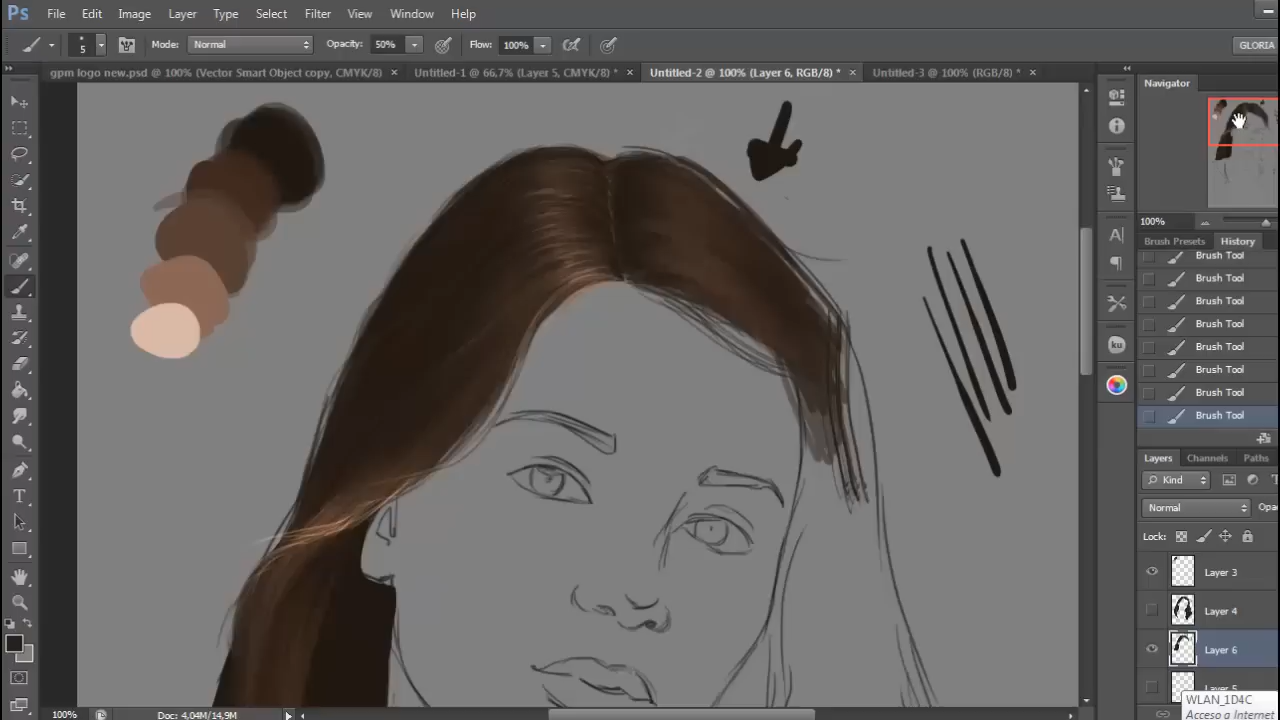 Ps File Edit Image Layer Type Select Filter View Window Help
5 Mode: Normal Opacity: 50% Flow: 100% GLORIA
gpm logo new.psd @ 100% (Vector Smart Object copy, CMYK/8) × Untitled-1 @ 66,7% (Layer 5, CMYK/8) * × Untitled-2 @ 100% (Layer 6, RGB/8) * × Untitled-3 @ 100% (RGB/8) * ×
Navigator
100%
Brush Presets History
Brush Tool
Brush Tool
Brush Tool
Brush Tool
Brush Tool
Brush Tool
Brush Tool
Brush Tool
Layers Channels Paths
Kind
Normal Opa
Lock:
Layer 3
Layer 4
Layer 6
Layer 5
WLAN_1D4C
Acceso a Internet
100% Doc: 4,04M/14,9M